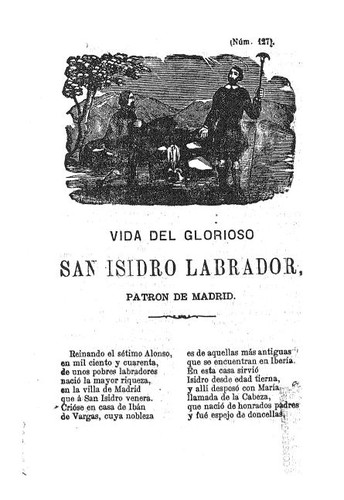 (Núm. 127).
VIDA DEL GLORIOSO
SAN ISIDRO LABRADOR,
PATRON DE MADRID.
Reinando el sétimo Alonso,
en mil ciento y cuarenta,
de unos pobres labradores
nació la mayor riqueza,
en la villa de Madrid
que á San Isidro venera.
Crióse en casa de Ibán
de Vargas, cuya nobleza
es de aquellas más antiguas
que se encuentran en Iberia.
En esta casa sirvió
Isidro desde edad tierna,
y allí desposó con María
llamada de la Cabeza,
que nació de honrados padres
y fué espejo de doncellas,